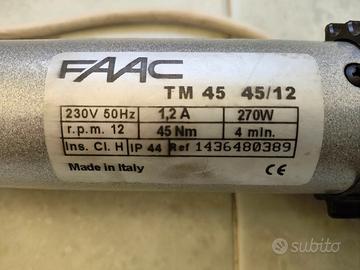 FAAC
TM 45 45/12
230V 50Hz 1,2 A 270W
r.p.m. 12 45 Nm 4 min.
Ins. Cl. H IP 44 Ref 1436480389
Made in Italy CE
subito